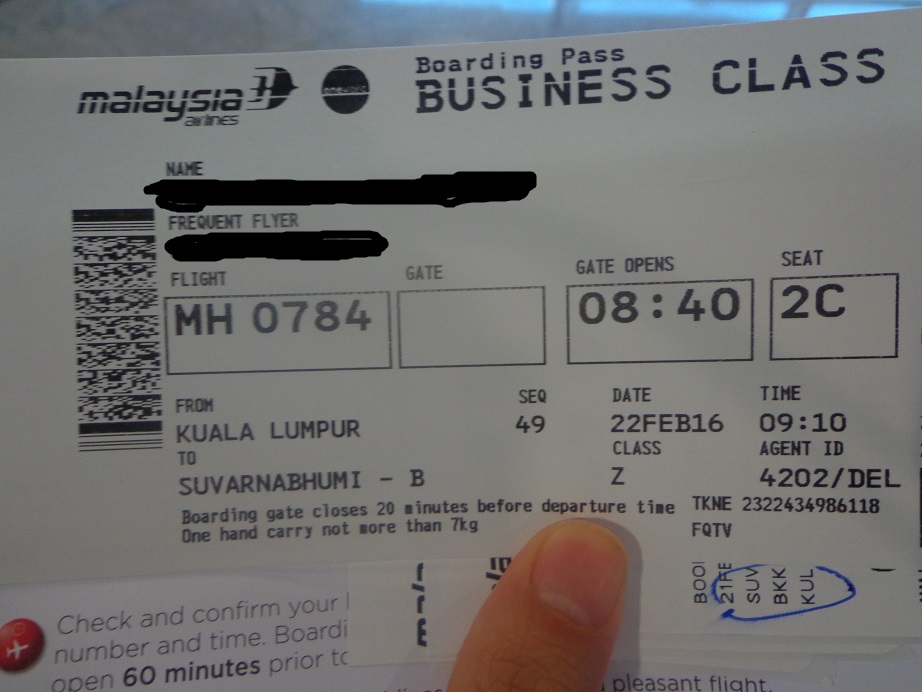 malaysia
airlines
oneworld
Boarding Pass
BUSINESS CLASS
NAME
FREQUENT FLYER
FLIGHT GATE GATE OPENS SEAT
MH 0784 08:40 2C
FROM SEQ DATE TIME
KUALA LUMPUR 49 22FEB16 09:10
TO CLASS AGENT ID
SUVARNABHUMI - B Z 4202/DEL
Boarding gate closes 20 minutes before departure time TKNE 2322434986118
One hand carry not more than 7kg FQTV
SUV
BKK
KUL
Check and confirm your
number and time. Boardi
open 60 minutes prior to
pleasant flight.